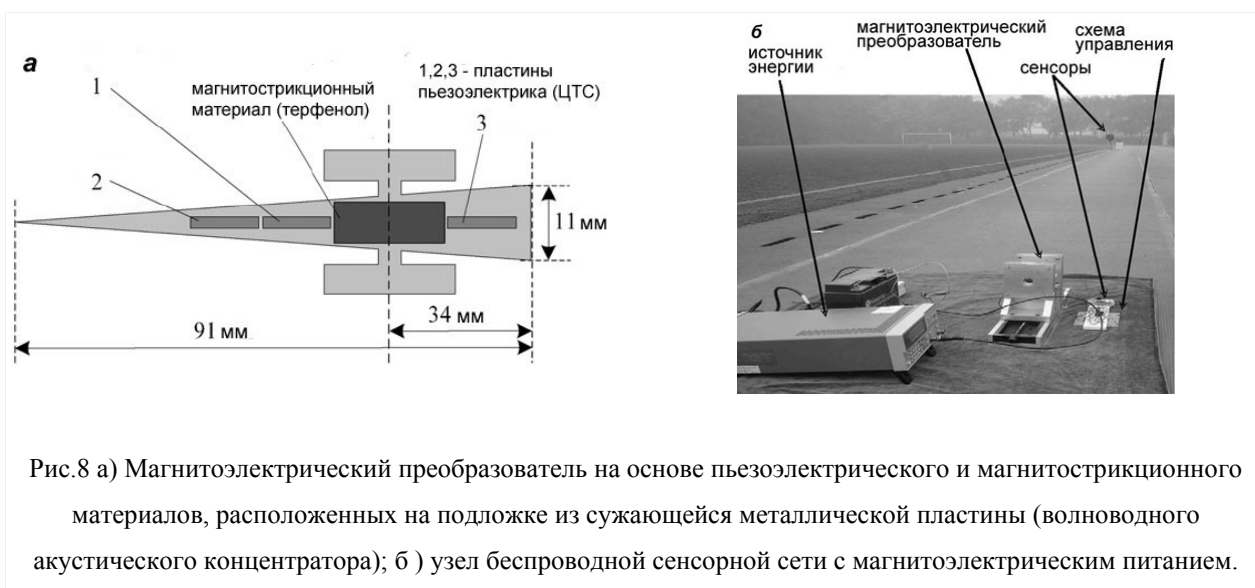 а
1
магнитострикционный
материал (терфенол)
1,2,3 - пластины
пьезоэлектрика (ЦТС)
3
2
11 мм
34 мм
91 мм
б
источник
энергии
магнитоэлектрический
преобразователь
схема
управления
сенсоры
Рис.8 а) Магнитоэлектрический преобразователь на основе пьезоэлектрического и магнитострикционного
материалов, расположенных на подложке из сужающейся металлической пластины (волноводного
акустического концентратора); б ) узел беспроводной сенсорной сети с магнитоэлектрическим питанием.